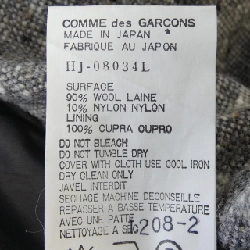 COMME des GARCONS
MADE IN JAPAN
FABRIQUE AU JAPON
HJ-08034L
SURFACE
90% WOOL LAINE
10% NYLON NYLON
LINING
100% CUPRA CUPRO
DO NOT BLEACH
DO NOT TUMBLE DRY
COVER WITH CLOTH USE COOL IRON
DRY CLEAN ONLY
JAVEL INTERDIT
SECHAGE MACHINE DECONSEILLE
REPASSER A BASSE TEMPERATURE
AVEC UNE PATTE
NETTOYAGE A SEC
1208-2